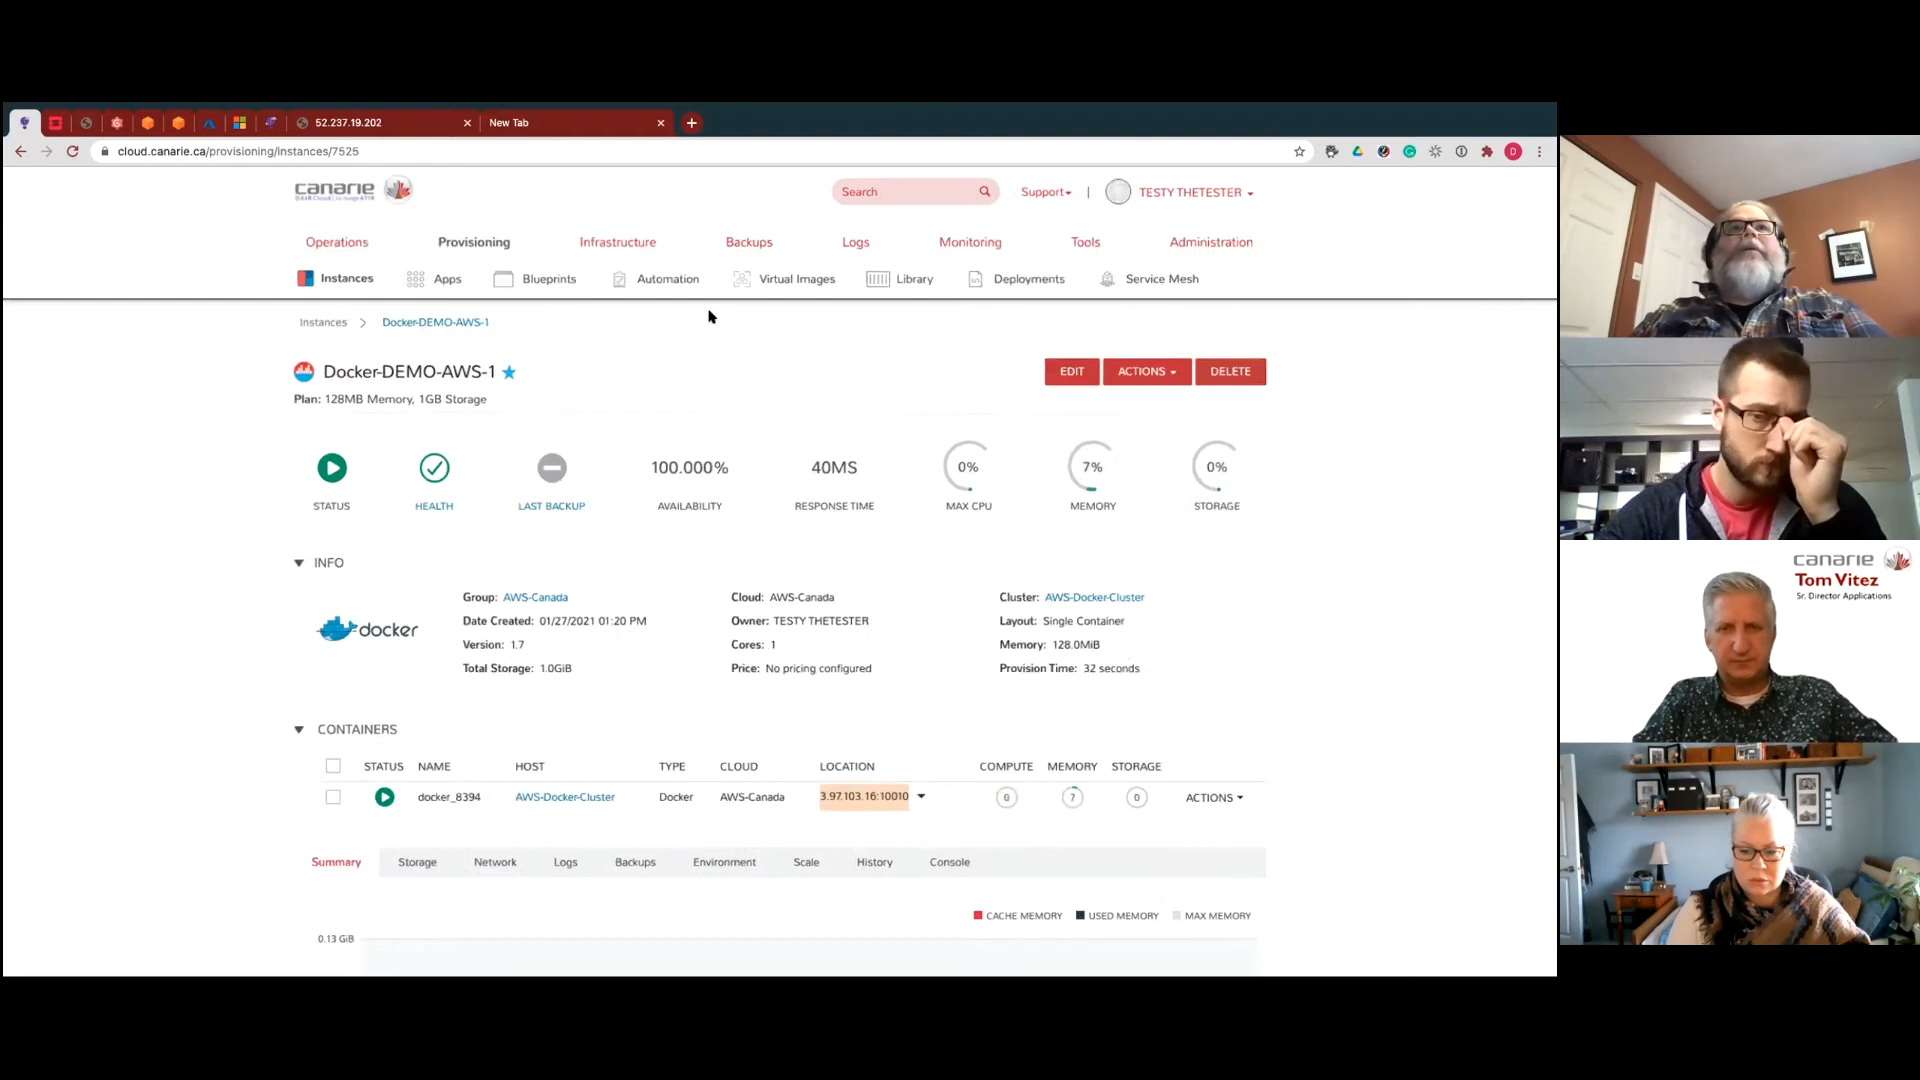 52.237.19.202
New Tab
cloud.canarie.ca/provisioning/instances/7525
D
canarie
Search
Support
|
TESTY THETESTER
Operations
Provisioning
Infrastructure
Backups
Logs
Monitoring
Tools
Administration
Instances
Apps
Blueprints
Automation
Virtual Images
Library
Deployments
Service Mesh
Instances
Docker-DEMO-AWS-1
Docker-DEMO-AWS-1
EDIT
ACTIONS
DELETE
Plan: 128MB Memory, 1GB Storage
100.000%
40MS
0%
7%
0%
STATUS
HEALTH
LAST BACKUP
AVAILABILITY
RESPONSE TIME
MAX CPU
MEMORY
STORAGE
INFO
docker
Group: AWS-Canada
Date Created: 01/27/2021 01:20 PM
Version: 1.7
Total Storage: 1.0GiB
Cloud: AWS-Canada
Owner: TESTY THETESTER
Cores: 1
Price: No pricing configured
Cluster: AWS-Docker-Cluster
Layout: Single Container
Memory: 128.0MiB
Provision Time: 32 seconds
CONTAINERS
STATUS NAME HOST TYPE CLOUD LOCATION COMPUTE MEMORY STORAGE
docker_8394 AWS-Docker-Cluster Docker AWS-Canada 3.97.103.16:10010 0 7 0 ACTIONS
Summary Storage Network Logs Backups Environment Scale History Console
CACHE MEMORY USED MEMORY MAX MEMORY
0.13 GiB
canarie
Tom Vitez
Sr. Director Applications